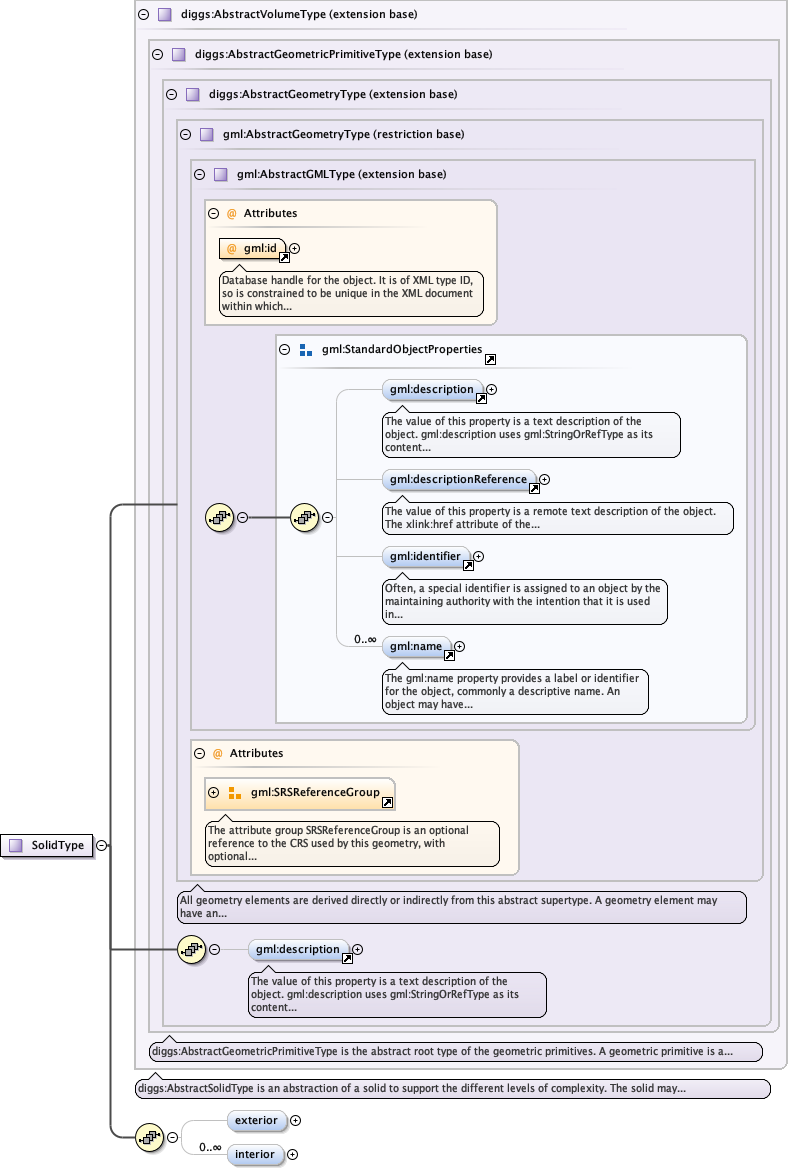 diggs:AbstractVolumeType (extension base)
diggs:AbstractGeometricPrimitiveType (extension base)
diggs:AbstractGeometryType (extension base)
gml:AbstractGeometryType (restriction base)
gml:AbstractGMLType (extension base)
@ Attributes
@ gml:id
Database handle for the object. It is of XML type ID,
so is constrained to be unique in the XML document
within which...
gml:StandardObjectProperties
gml:description
The value of this property is a text description of the
object. gml:description uses gml:StringOrRefType as its
content...
gml:descriptionReference
The value of this property is a remote text description of the object.
The xlink:href attribute of the...
gml:identifier
Often, a special identifier is assigned to an object by the
maintaining authority with the intention that it is used
in...
0..∞
gml:name
The gml:name property provides a label or identifier
for the object, commonly a descriptive name. An
object may have...
@ Attributes
gml:SRSReferenceGroup
The attribute group SRSReferenceGroup is an optional
reference to the CRS used by this geometry, with
optional...
SolidType
All geometry elements are derived directly or indirectly from this abstract supertype. A geometry element may
have an...
gml:description
The value of this property is a text description of the
object. gml:description uses gml:StringOrRefType as its
content...
diggs:AbstractGeometricPrimitiveType is the abstract root type of the geometric primitives. A geometric primitive is a...
diggs:AbstractSolidType is an abstraction of a solid to support the different levels of complexity. The solid may...
exterior
0..∞
interior